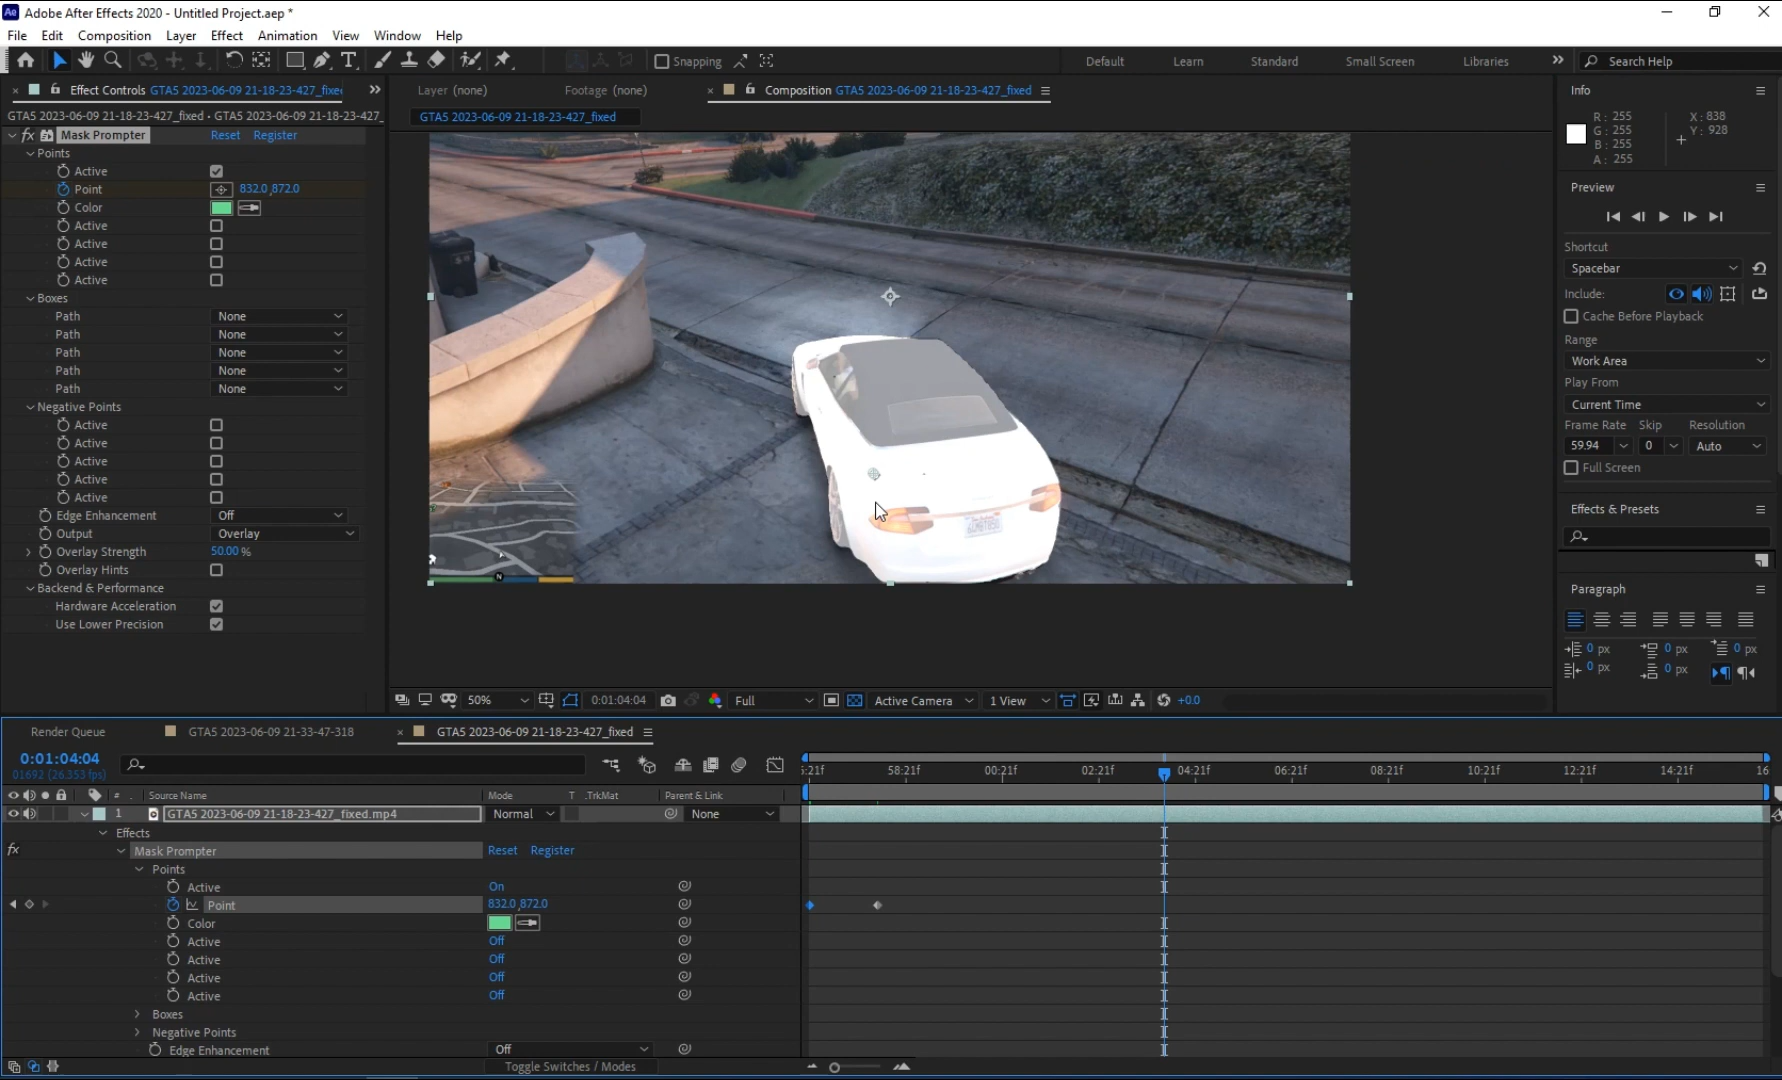 Ae Adobe After Effects 2020 - Untitled Project.aep *
File Edit Composition Layer Effect Animation View Window Help
Snapping Default Learn Standard Small Screen Libraries Search Help
Effect Controls GTA5 2023-06-09 21-18-23-427_fixed
Layer (none) Footage (none) Composition GTA5 2023-06-09 21-18-23-427_fixed
GTA5 2023-06-09 21-18-23-427_fixed • GTA5 2023-06-09 21-18-23-427_
GTA5 2023-06-09 21-18-23-427_fixed
fx Mask Prompter Reset Register
Points
Active
Point 832.0 ,872.0
Color
Active
Active
Active
Active
Boxes
Path None
Path None
Path None
Path None
Path None
Negative Points
Active
Active
Active
Active
Active
Edge Enhancement Off
Output Overlay
Overlay Strength 50.00 %
Overlay Hints
Backend & Performance
Hardware Acceleration
Use Lower Precision
N
50% 0:01:04:04 Full Active Camera 1 View +0.0
Info
R : 255 X : 838
G : 255 Y : 928
B : 255
A : 255
Preview
Shortcut
Spacebar
Include:
Cache Before Playback
Range
Work Area
Play From
Current Time
Frame Rate Skip Resolution
59.94 0 Auto
Full Screen
Effects & Presets
Paragraph
0 px 0 px 0 px
0 px 0 px
Render Queue GTA5 2023-06-09 21-33-47-318 GTA5 2023-06-09 21-18-23-427_fixed
0:01:04:04
01692 (26.353 fps)
:21f 58:21f 00:21f 02:21f 04:21f 06:21f 08:21f 10:21f 12:21f 14:21f 16
# Source Name Mode T .TrkMat Parent & Link
1 GTA5 2023-06-09 21-18-23-427_fixed.mp4 Normal None
Effects
fx Mask Prompter Reset Register
Points
Active On
Point 832.0 ,872.0
Color
Active Off
Active Off
Active Off
Active Off
Boxes
Negative Points
Edge Enhancement Off
Toggle Switches / Modes